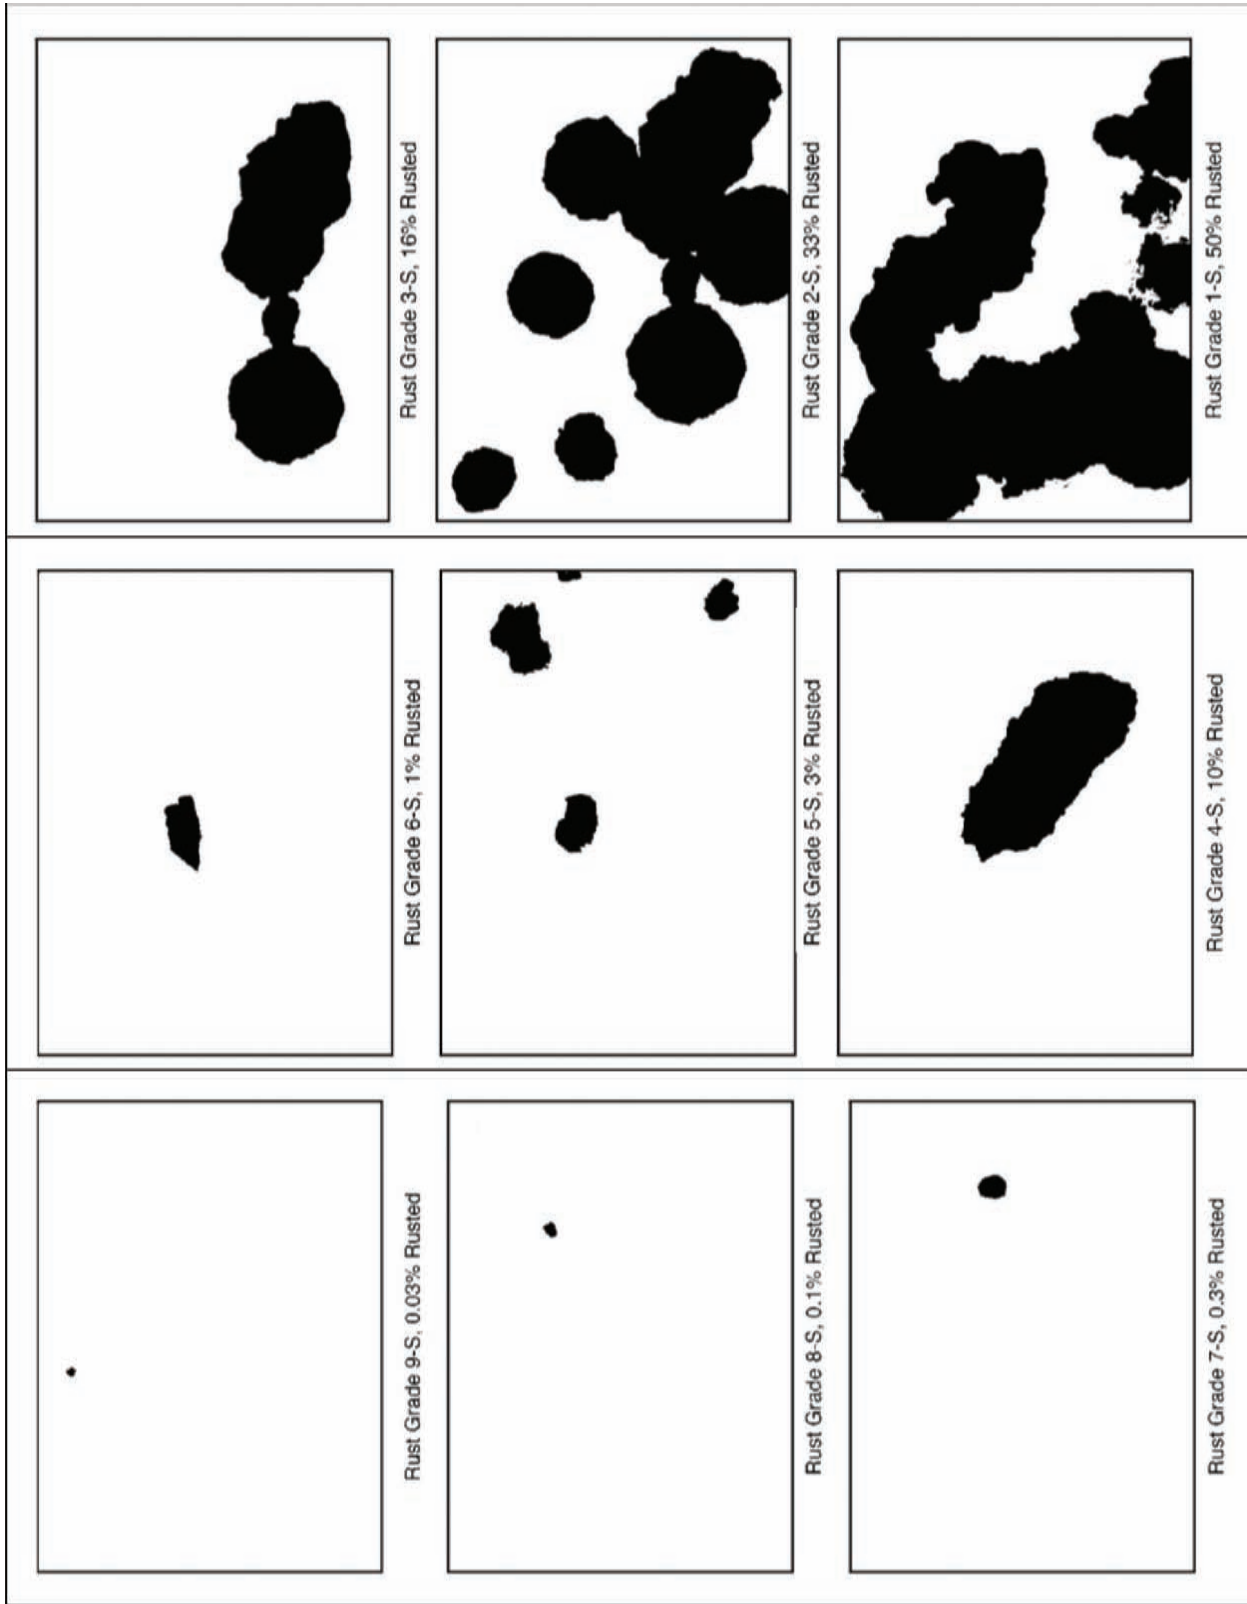 Rust Grade 9-S, 0.03% Rusted
Rust Grade 8-S, 0.1% Rusted
Rust Grade 7-S, 0.3% Rusted
Rust Grade 6-S, 1% Rusted
Rust Grade 5-S, 3% Rusted
Rust Grade 4-S, 10% Rusted
Rust Grade 3-S, 16% Rusted
Rust Grade 2-S, 33% Rusted
Rust Grade 1-S, 50% Rusted